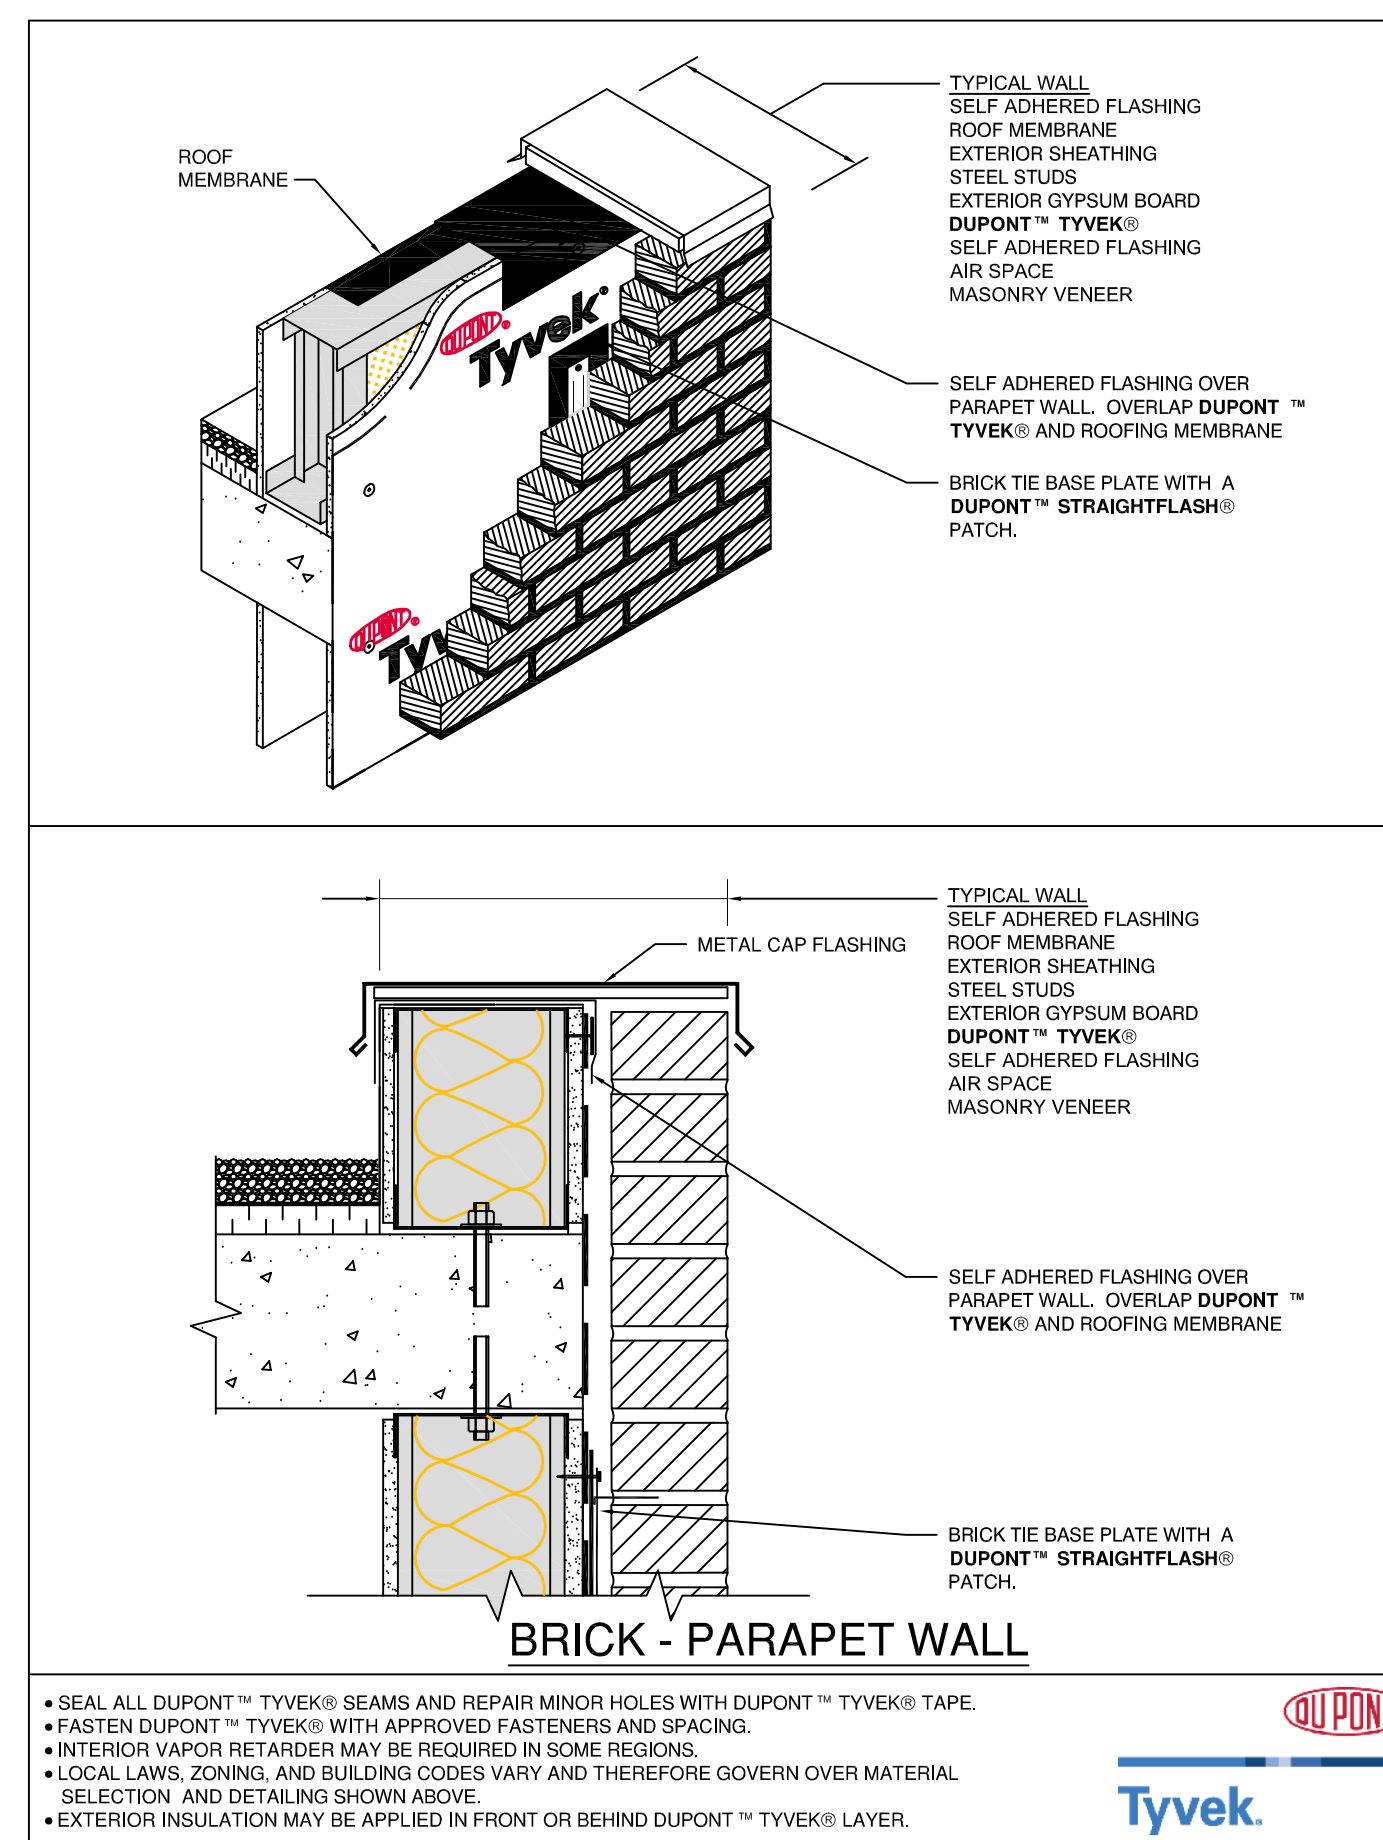 ROOF
MEMBRANE
TYPICAL WALL
SELF ADHERED FLASHING
ROOF MEMBRANE
EXTERIOR SHEATHING
STEEL STUDS
EXTERIOR GYPSUM BOARD
DUPONT™ TYVEK®
SELF ADHERED FLASHING
AIR SPACE
MASONRY VENEER
DUPONT®
Tyvek®
SELF ADHERED FLASHING OVER
PARAPET WALL. OVERLAP DUPONT ™
TYVEK® AND ROOFING MEMBRANE
BRICK TIE BASE PLATE WITH A
DUPONT™ STRAIGHTFLASH®
PATCH.
DUPONT®
Tyv
METAL CAP FLASHING
TYPICAL WALL
SELF ADHERED FLASHING
ROOF MEMBRANE
EXTERIOR SHEATHING
STEEL STUDS
EXTERIOR GYPSUM BOARD
DUPONT™ TYVEK®
SELF ADHERED FLASHING
AIR SPACE
MASONRY VENEER
SELF ADHERED FLASHING OVER
PARAPET WALL. OVERLAP DUPONT ™
TYVEK® AND ROOFING MEMBRANE
BRICK TIE BASE PLATE WITH A
DUPONT™ STRAIGHTFLASH®
PATCH.
BRICK - PARAPET WALL
• SEAL ALL DUPONT™ TYVEK® SEAMS AND REPAIR MINOR HOLES WITH DUPONT™ TYVEK® TAPE.
• FASTEN DUPONT™ TYVEK® WITH APPROVED FASTENERS AND SPACING.
• INTERIOR VAPOR RETARDER MAY BE REQUIRED IN SOME REGIONS.
• LOCAL LAWS, ZONING, AND BUILDING CODES VARY AND THEREFORE GOVERN OVER MATERIAL
SELECTION AND DETAILING SHOWN ABOVE.
• EXTERIOR INSULATION MAY BE APPLIED IN FRONT OR BEHIND DUPONT ™ TYVEK® LAYER.
DUPON
Tyvek®